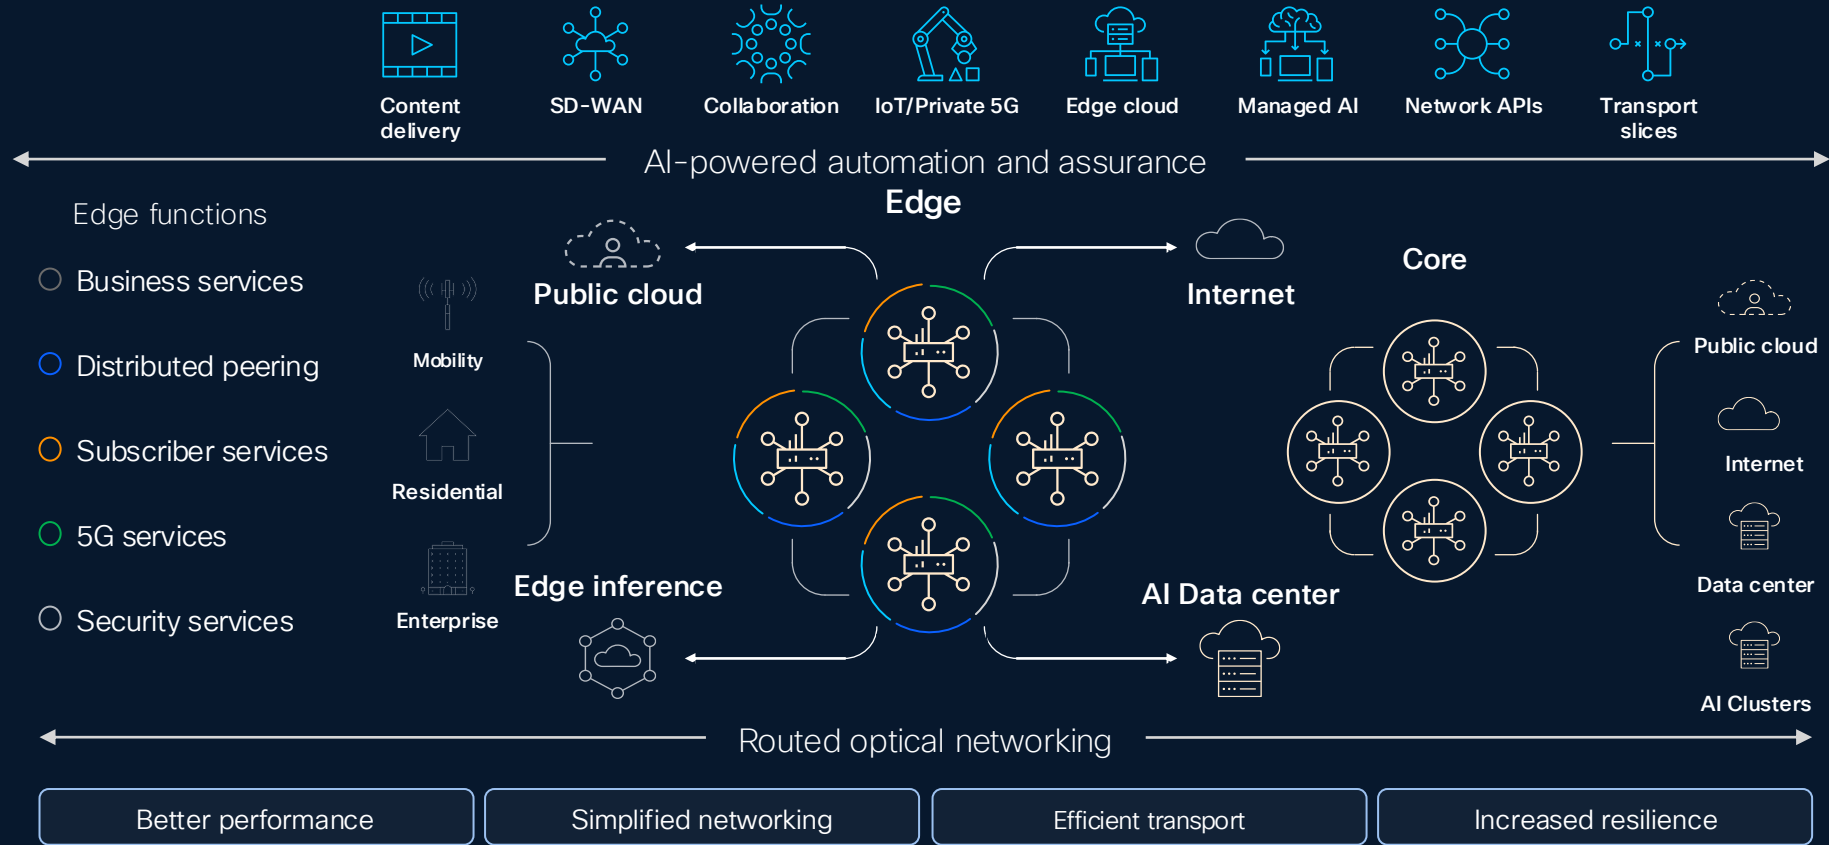 Content
delivery
SD-WAN
Collaboration
IoT/Private 5G
Edge cloud
Managed AI
Network APIs
Transport
slices
AI-powered automation and assurance
Edge functions
Business services
Distributed peering
Subscriber services
5G services
Security services
Mobility
Residential
Enterprise
Edge
Public cloud
Internet
Edge inference
AI Data center
Core
Public cloud
Internet
Data center
AI Clusters
Routed optical networking
Better performance
Simplified networking
Efficient transport
Increased resilience